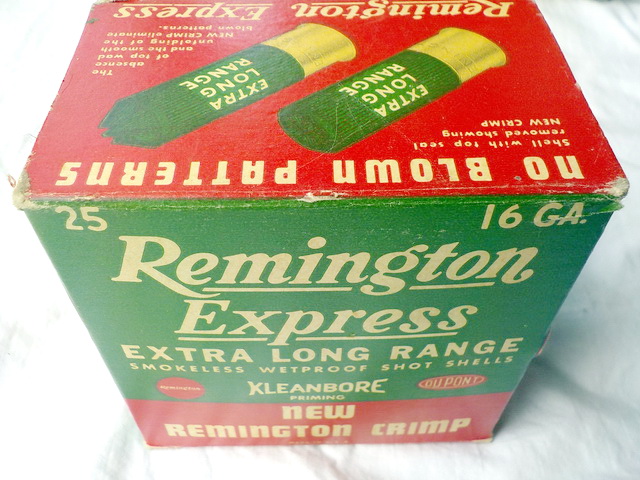 Remington Express
The absence
of top wad
and the smooth
unfolding of the
NEW CRIMP eliminate
blown patterns.
EXTRA
LONG
RANGE
EXTRA
LONG
RANGE
Shell with top seal
removed showing
NEW CRIMP
NO BLOWN PATTERNS
25 16 GA.
Remington
Express
EXTRA LONG RANGE
SMOKELESS WETPROOF SHOT SHELLS
Remington KLEANBORE DU PONT
PRIMING
NEW
REMINGTON CRIMP